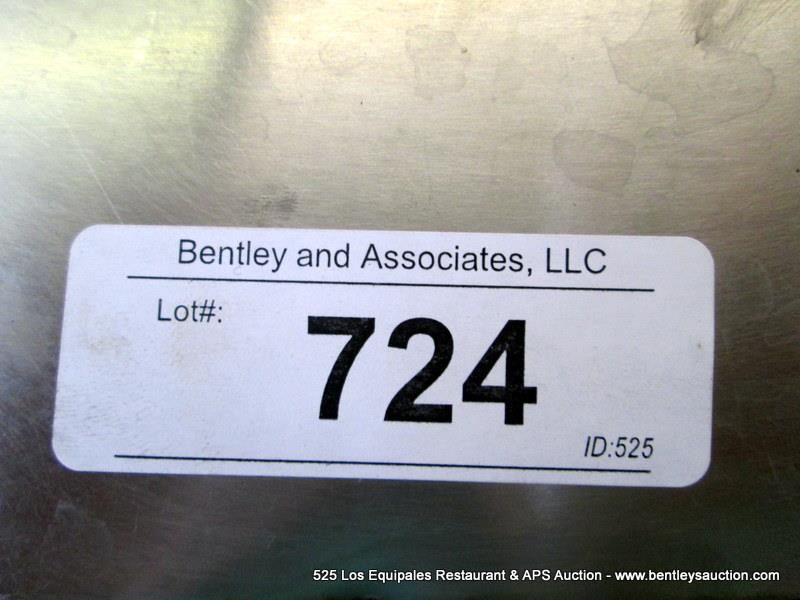 Bentley and Associates, LLC
Lot#:
724
ID:525
525 Los Equipales Restaurant & APS Auction - www.bentleysauction.com